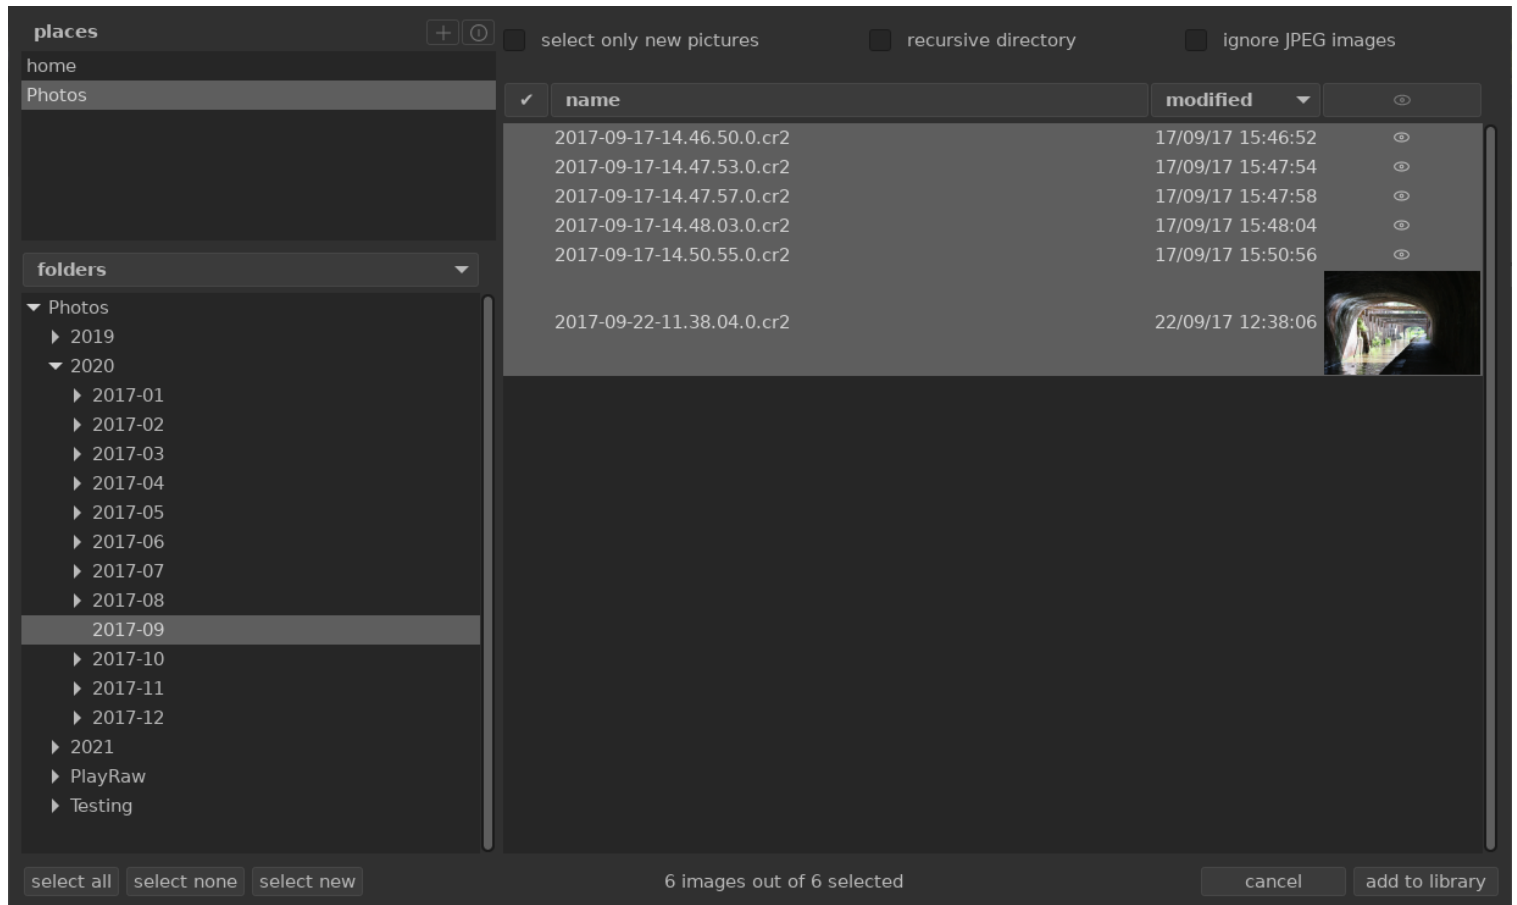 places
home
Photos
folders
Photos
2019
2020
2017-01
2017-02
2017-03
2017-04
2017-05
2017-06
2017-07
2017-08
2017-09
2017-10
2017-11
2017-12
2021
PlayRaw
Testing
select only new pictures recursive directory ignore JPEG images
name modified
2017-09-17-14.46.50.0.cr2 17/09/17 15:46:52
2017-09-17-14.47.53.0.cr2 17/09/17 15:47:54
2017-09-17-14.47.57.0.cr2 17/09/17 15:47:58
2017-09-17-14.48.03.0.cr2 17/09/17 15:48:04
2017-09-17-14.50.55.0.cr2 17/09/17 15:50:56
2017-09-22-11.38.04.0.cr2 22/09/17 12:38:06
select all select none select new 6 images out of 6 selected cancel add to library